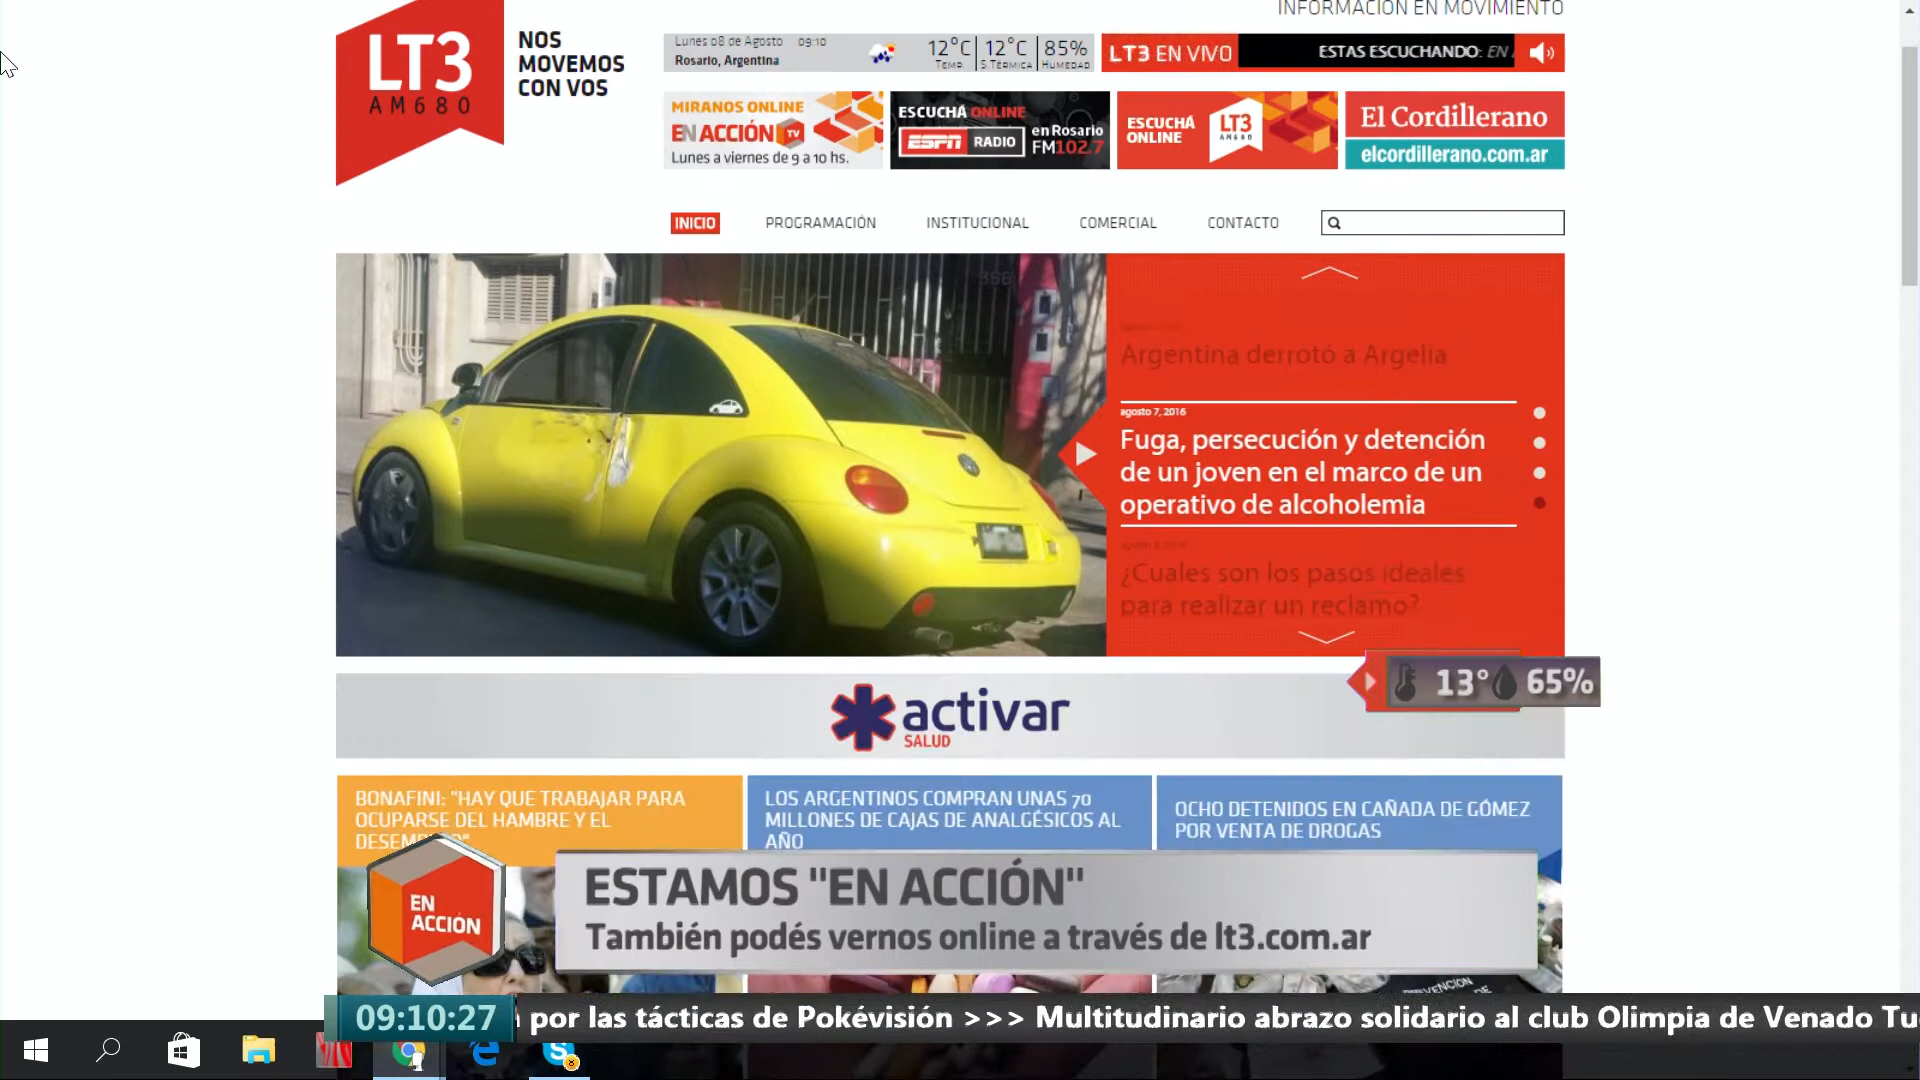 INFORMACIÓN EN MOVIMIENTO
LT3
AM680
NOS
MOVEMOS
CON VOS
Lunes 08 de Agosto 09:10
Rosario, Argentina
12°C
TEMP.
12°C
S.TÉRMICA
85%
HUMEDAD
LT3 EN VIVO
ESTAS ESCUCHANDO: EN
MIRANOS ONLINE
EN ACCIÓN TV
Lunes a viernes de 9 a 10 hs.
ESCUCHÁ ONLINE
ESPN RADIO
en Rosario
FM102.7
ESCUCHÁ
ONLINE
LT3
AM680
El Cordillerano
elcordillerano.com.ar
INICIO
PROGRAMACIÓN
INSTITUCIONAL
COMERCIAL
CONTACTO
366
Argentina derrotó a Argelia
agosto 7, 2016
Fuga, persecución y detención
de un joven en el marco de un
operativo de alcoholemia
¿Cuales son los pasos ideales
para realizar un reclamo?
13° 65%
activar
SALUD
BONAFINI: "HAY QUE TRABAJAR PARA
OCUPARSE DEL HAMBRE Y EL
LOS ARGENTINOS COMPRAN UNAS 70
MILLONES DE CAJAS DE ANALGÉSICOS AL
AÑO
OCHO DETENIDOS EN CAÑADA DE GÓMEZ
POR VENTA DE DROGAS
EN
ACCIÓN
ESTAMOS "EN ACCIÓN"
También podés vernos online a través de lt3.com.ar
09:10:27
por las tácticas de Pokévisión >>> Multitudinario abrazo solidario al club Olimpia de Venado Tu